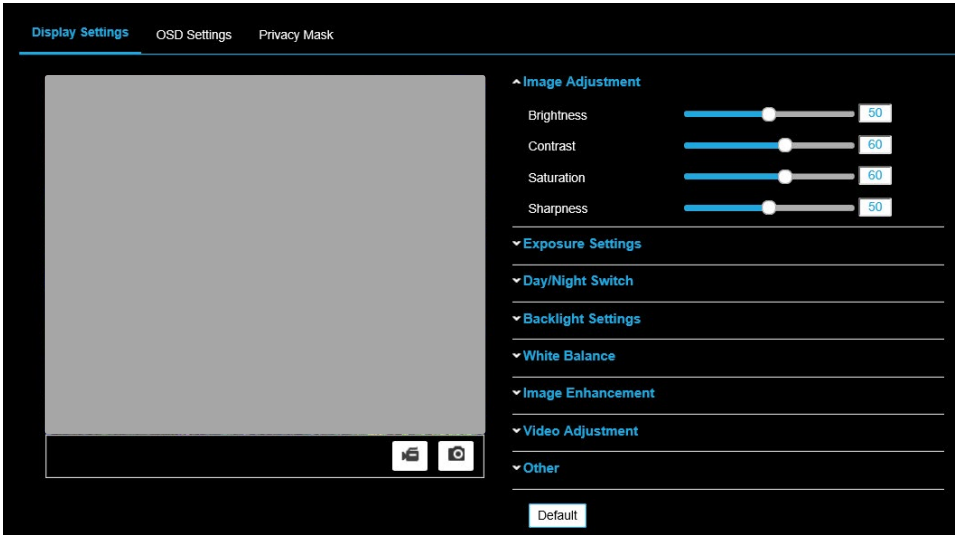 Display Settings OSD Settings Privacy Mask
Image Adjustment
Brightness 50
Contrast 60
Saturation 60
Sharpness 50
Exposure Settings
Day/Night Switch
Backlight Settings
White Balance
Image Enhancement
Video Adjustment
Other
Default